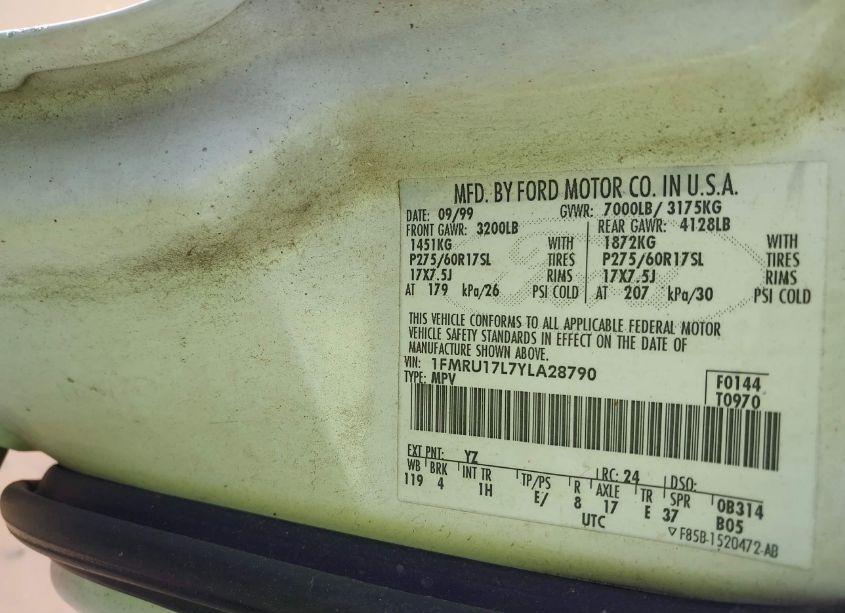 MFD. BY FORD MOTOR CO. IN U.S.A.
DATE: 09/99 GVWR: 7000LB/ 3175KG
FRONT GAWR: 3200LB REAR GAWR: 4128LB
1451KG WITH 1872KG WITH
P275/60R17SL TIRES P275/60R17SL TIRES
17X7.5J RIMS 17X7.5J RIMS
AT 179 kPa/26 PSI COLD AT 207 kPa/30 PSI COLD
THIS VEHICLE CONFORMS TO ALL APPLICABLE FEDERAL MOTOR
VEHICLE SAFETY STANDARDS IN EFFECT ON THE DATE OF
MANUFACTURE SHOWN ABOVE.
VIN: 1FMRU17L7YLA28790
TYPE: MPV
F0144
T0970
EXT PNT: YZ RC: 24 DSO:
WB BRK INT TR TP/PS R AXLE TR SPR 0B314
119 4 1H E/ 8 17 E 37 B05
UTC
▽F85B-1520472-AB